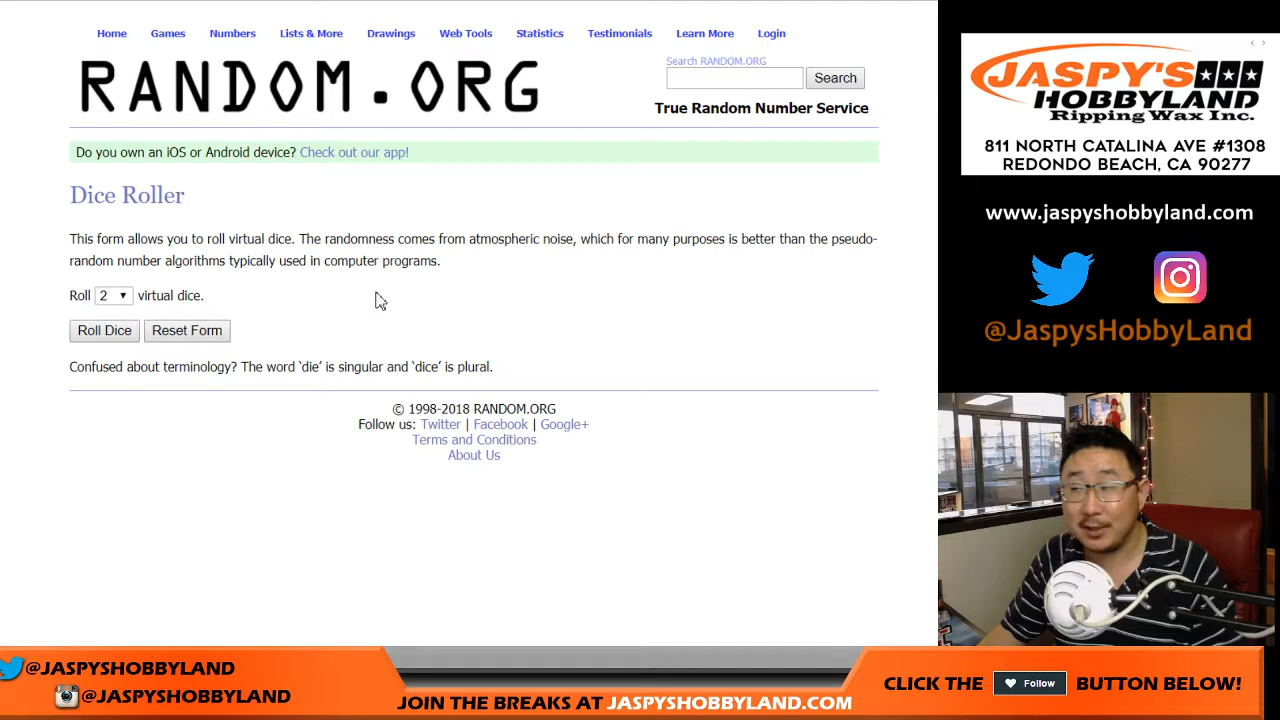 Home Games Numbers Lists & More Drawings Web Tools Statistics Testimonials Learn More Login
RANDOM.ORG
Search RANDOM.ORG
Search
True Random Number Service
Do you own an iOS or Android device? Check out our app!
Dice Roller
This form allows you to roll virtual dice. The randomness comes from atmospheric noise, which for many purposes is better than the pseudo-
random number algorithms typically used in computer programs.
Roll 2 virtual dice.
Roll Dice Reset Form
Confused about terminology? The word ‘die’ is singular and ‘dice’ is plural.
© 1998-2018 RANDOM.ORG
Follow us: Twitter | Facebook | Google+
Terms and Conditions
About Us
JASPY'S
HOBBYLAND
Ripping Wax Inc.
811 NORTH CATALINA AVE #1308
REDONDO BEACH, CA 90277
www.jaspyshobbyland.com
@JaspysHobbyLand
@JASPYSHOBBYLAND
@JASPYSHOBBYLAND
JOIN THE BREAKS AT JASPYSHOBBYLAND.COM
CLICK THE Follow BUTTON BELOW!